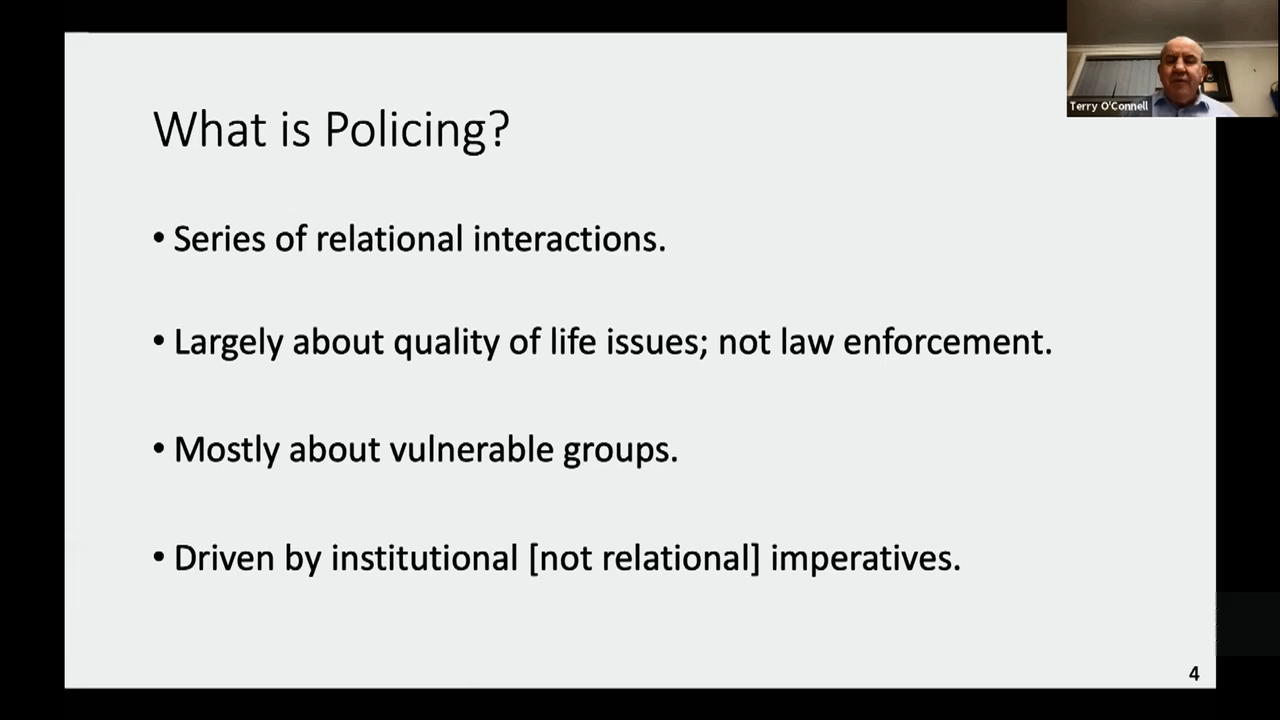 Terry O'Connell
What is Policing?
• Series of relational interactions.
• Largely about quality of life issues; not law enforcement.
• Mostly about vulnerable groups.
• Driven by institutional [not relational] imperatives.
4